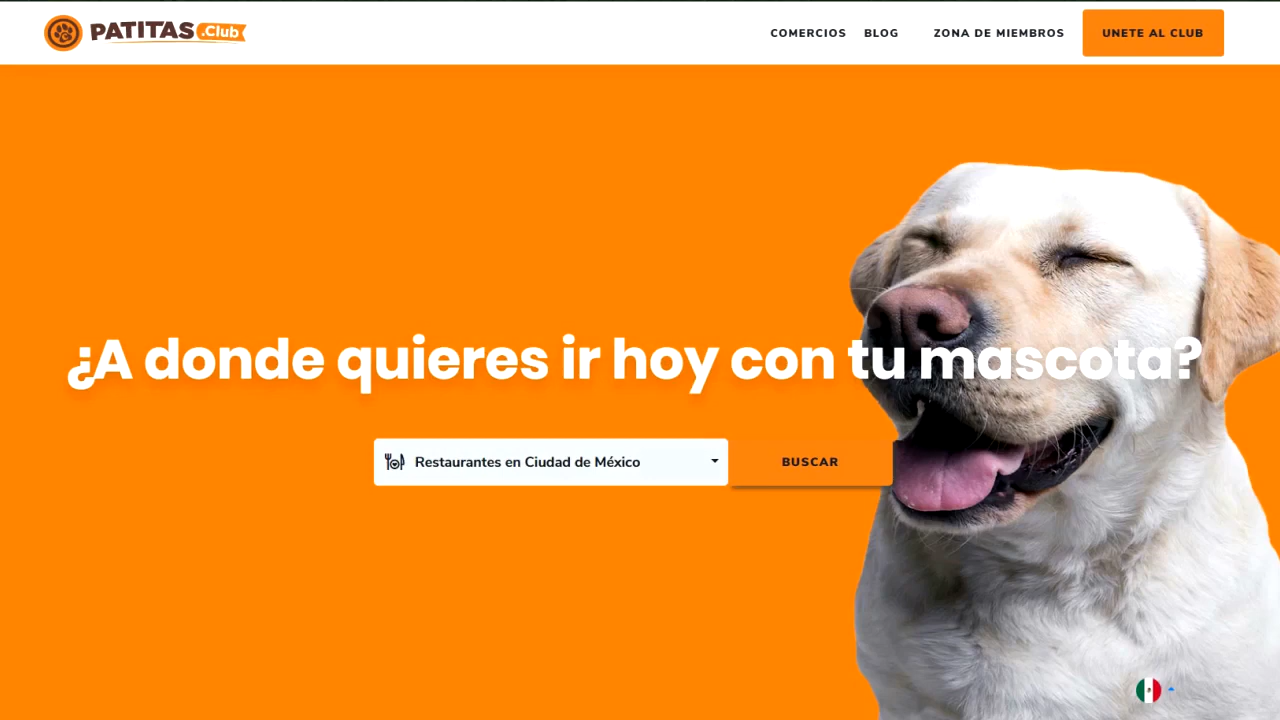 PATITAS .Club
COMERCIOS BLOG ZONA DE MIEMBROS UNETE AL CLUB
¿A donde quieres ir hoy con tu mascota?
Restaurantes en Ciudad de México BUSCAR